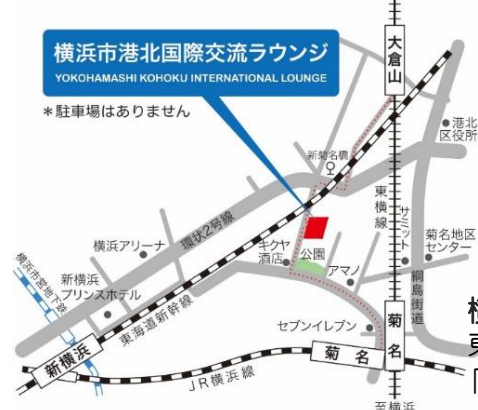 横浜市港北国際交流ラウンジ
YOKOHAMASHI KOHOKU INTERNATIONAL LOUNGE
*駐車場はありません
大倉山
港北
区役所
新菊名橋
東横線
サミット
菊名地区
センター
綱島街道
環状2号線
横浜アリーナ
キクヤ
酒店
公園
アマノ
新横浜
プリンスホテル
横浜市営地下鉄
東海道新幹線
セブンイレブン
新横浜
菊名
菊名
JR横浜線
至横浜